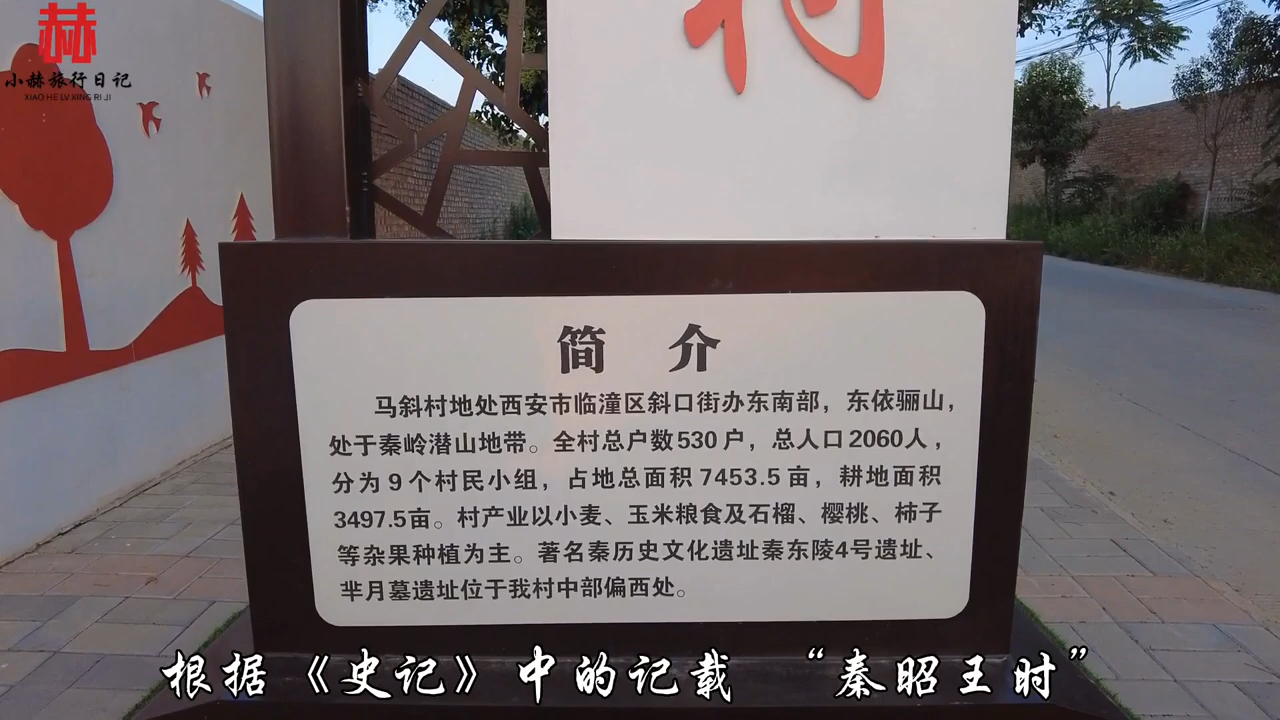 赫
小赫旅行日记
XIAO HE LV XING RI JI
村
简 介
马斜村地处西安市临潼区斜口街办东南部，东依骊山，
处于秦岭潜山地带。全村总户数530户，总人口2060人，
分为9个村民小组，占地总面积7453.5亩，耕地面积
3497.5亩。村产业以小麦、玉米粮食及石榴、樱桃、柿子
等杂果种植为主。著名秦历史文化遗址秦东陵4号遗址、
芈月墓遗址位于我村中部偏西处。
根据《史记》中的记载 “秦昭王时”